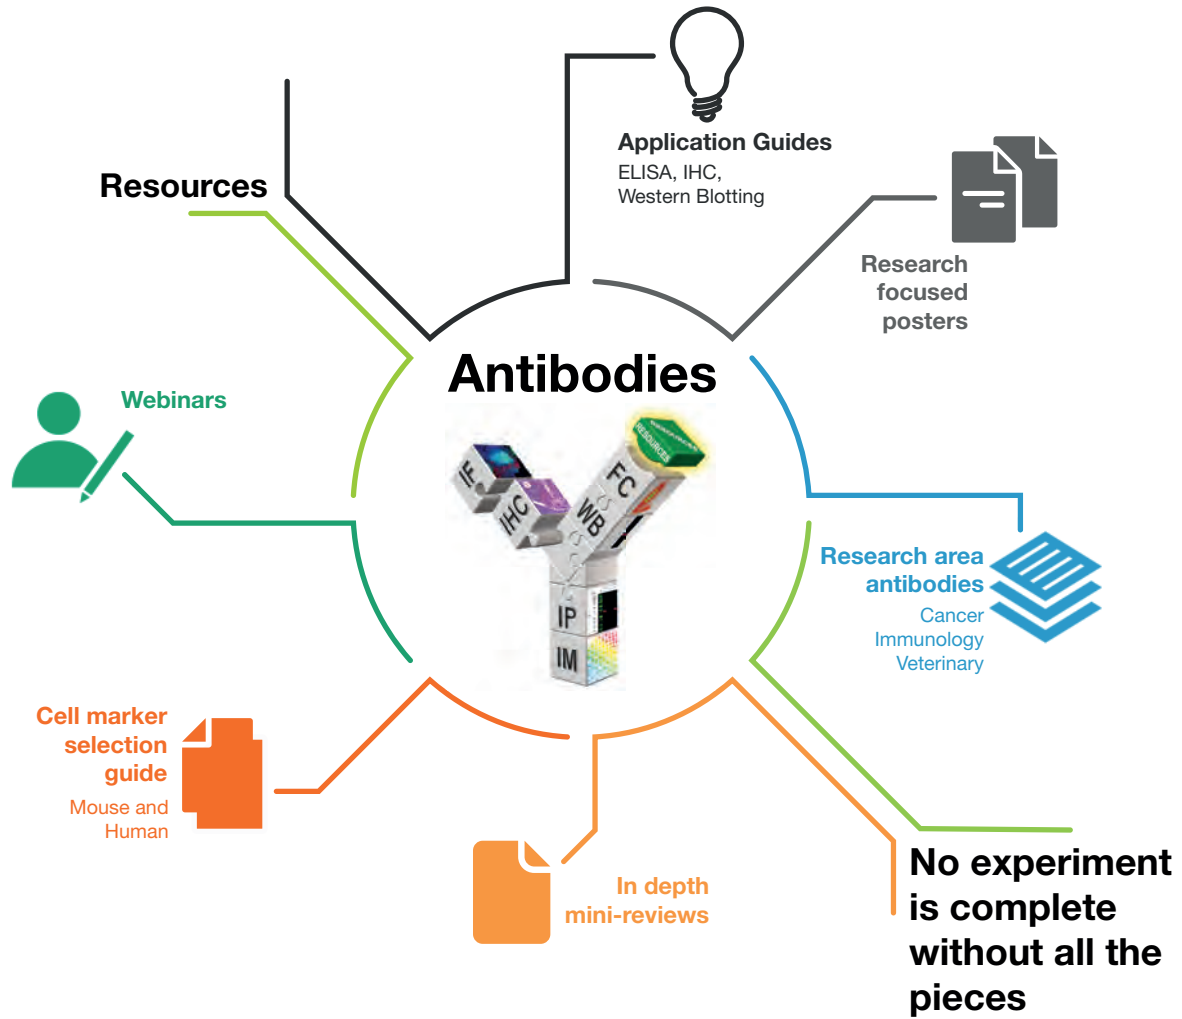 Application Guides
ELISA, IHC,
Western Blotting
Resources
Research
focused
posters
Antibodies
Webinars
RESOURCES
IF
IHC
FC
WB
IP
IM
Research area
antibodies
Cancer
Immunology
Veterinary
Cell marker
selection
guide
Mouse and
Human
In depth
mini-reviews
No experiment
is complete
without all the
pieces